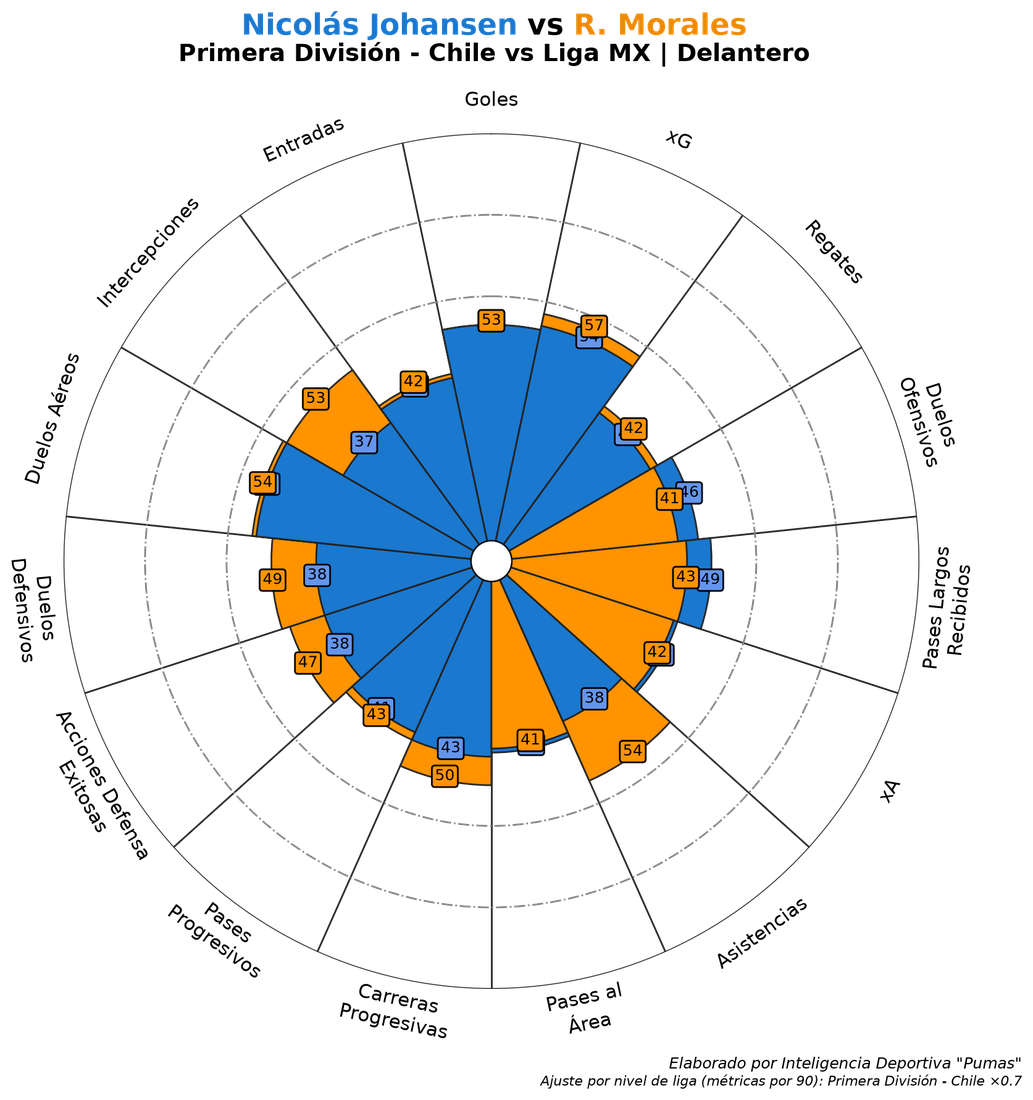 Nicolás Johansen vs R. Morales
Primera División - Chile vs Liga MX | Delantero
Goles
xG
Entradas
Regates
Intercepciones
Duelos
Ofensivos
Duelos Aéreos
Pases Largos
Recibidos
Duelos
Defensivos
xA
Acciones Defensa
Exitosas
Asistencias
Pases
Progresivos
Pases al
Área
Carreras
Progresivas
53
57
42
53
42
37
46
41
54
43
49
49
38
38
42
47
38
43
41
43
54
50
Elaborado por Inteligencia Deportiva "Pumas"
Ajuste por nivel de liga (métricas por 90): Primera División - Chile ×0.7